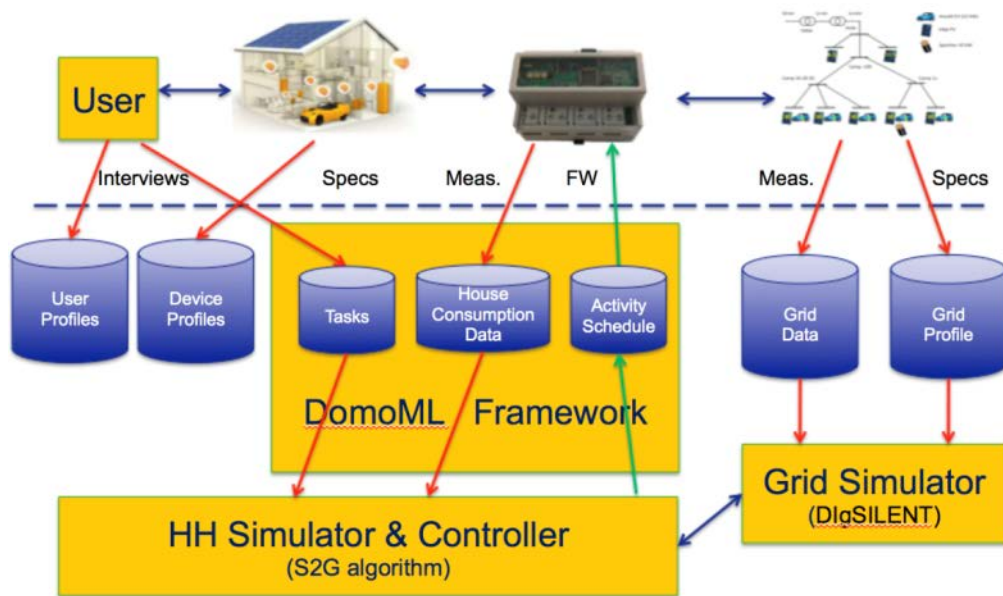 User
Interviews
Specs
Meas.
FW
Meas.
Specs
User
Profiles
Device
Profiles
Tasks
House
Consumption
Data
Activity
Schedule
Grid
Data
Grid
Profile
DomoML Framework
HH Simulator & Controller
(S2G algorithm)
Grid Simulator
(DIgSILENT)